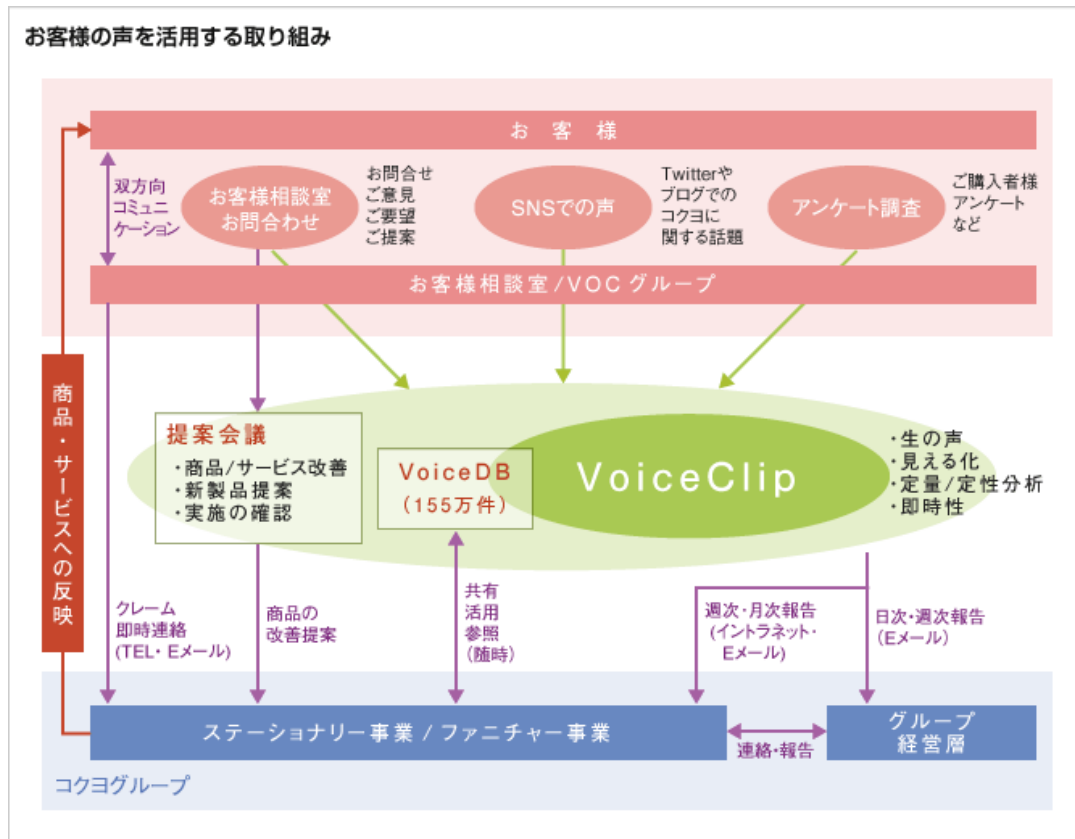 お客様の声を活用する取り組み
お客様
双方向
コミュニ
ケーション
お客様相談室
お問合わせ
お問合せ
ご意見
ご要望
ご提案
SNSでの声
Twitterや
ブログでの
コクヨに
関する話題
アンケート調査
ご購入者様
アンケート
など
お客様相談室/VOCグループ
商品・サービスへの反映
提案会議
・商品/サービス改善
・新製品提案
・実施の確認
VoiceDB
(155万件)
VoiceClip
・生の声
・見える化
・定量/定性分析
・即時性
クレーム
即時連絡
(TEL・Eメール)
商品の
改善提案
共有
活用
参照
(随時)
週次・月次報告
(イントラネット・
Eメール)
日次・週次報告
(Eメール)
ステーショナリー事業 / ファニチャー事業
連絡・報告
グループ
経営層
コクヨグループ